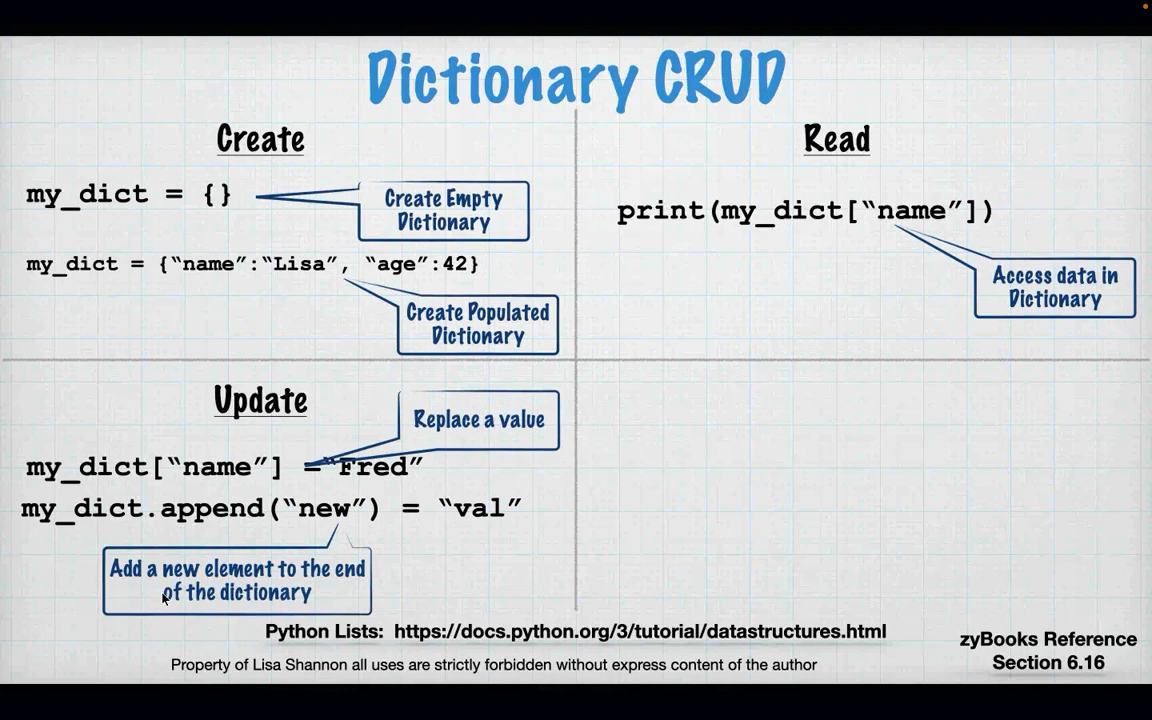 Dictionary CRUD
Create
my_dict = {}
Create Empty
Dictionary
my_dict = {“name”:“Lisa”, “age”:42}
Create Populated
Dictionary
Read
print(my_dict[“name”])
Access data in
Dictionary
Update
Replace a value
my_dict[“name”] =“Fred”
my_dict.append(“new”) = “val”
Add a new element to the end
of the dictionary
Python Lists: https://docs.python.org/3/tutorial/datastructures.html
Property of Lisa Shannon all uses are strictly forbidden without express content of the author
zyBooks Reference
Section 6.16